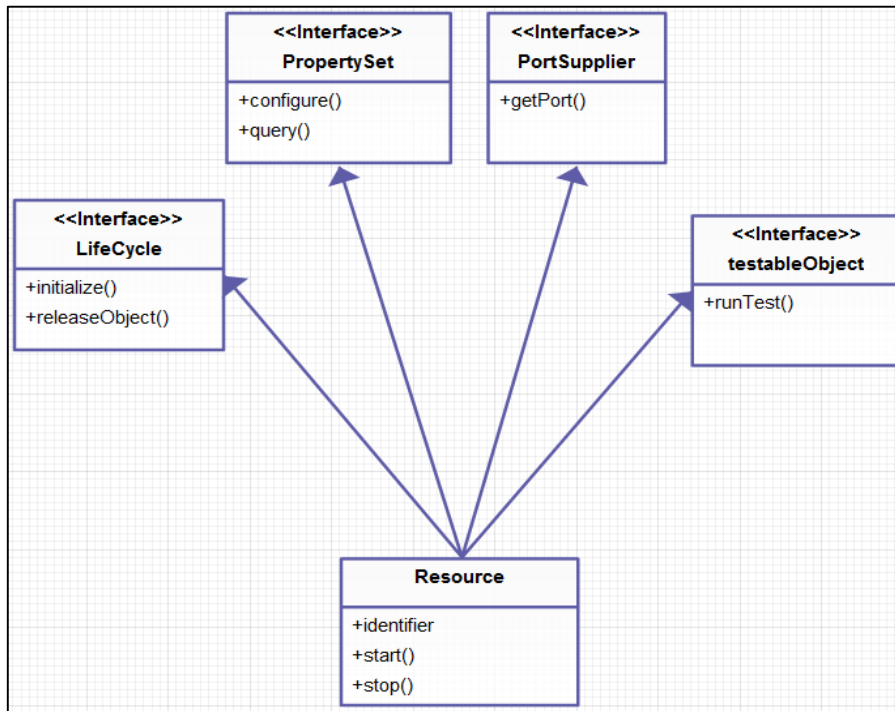 <<Interface>>
PropertySet
+configure()
+query()
<<Interface>>
PortSupplier
+getPort()
<<Interface>>
LifeCycle
+initialize()
+releaseObject()
<<Interface>>
testableObject
+runTest()
Resource
+identifier
+start()
+stop()